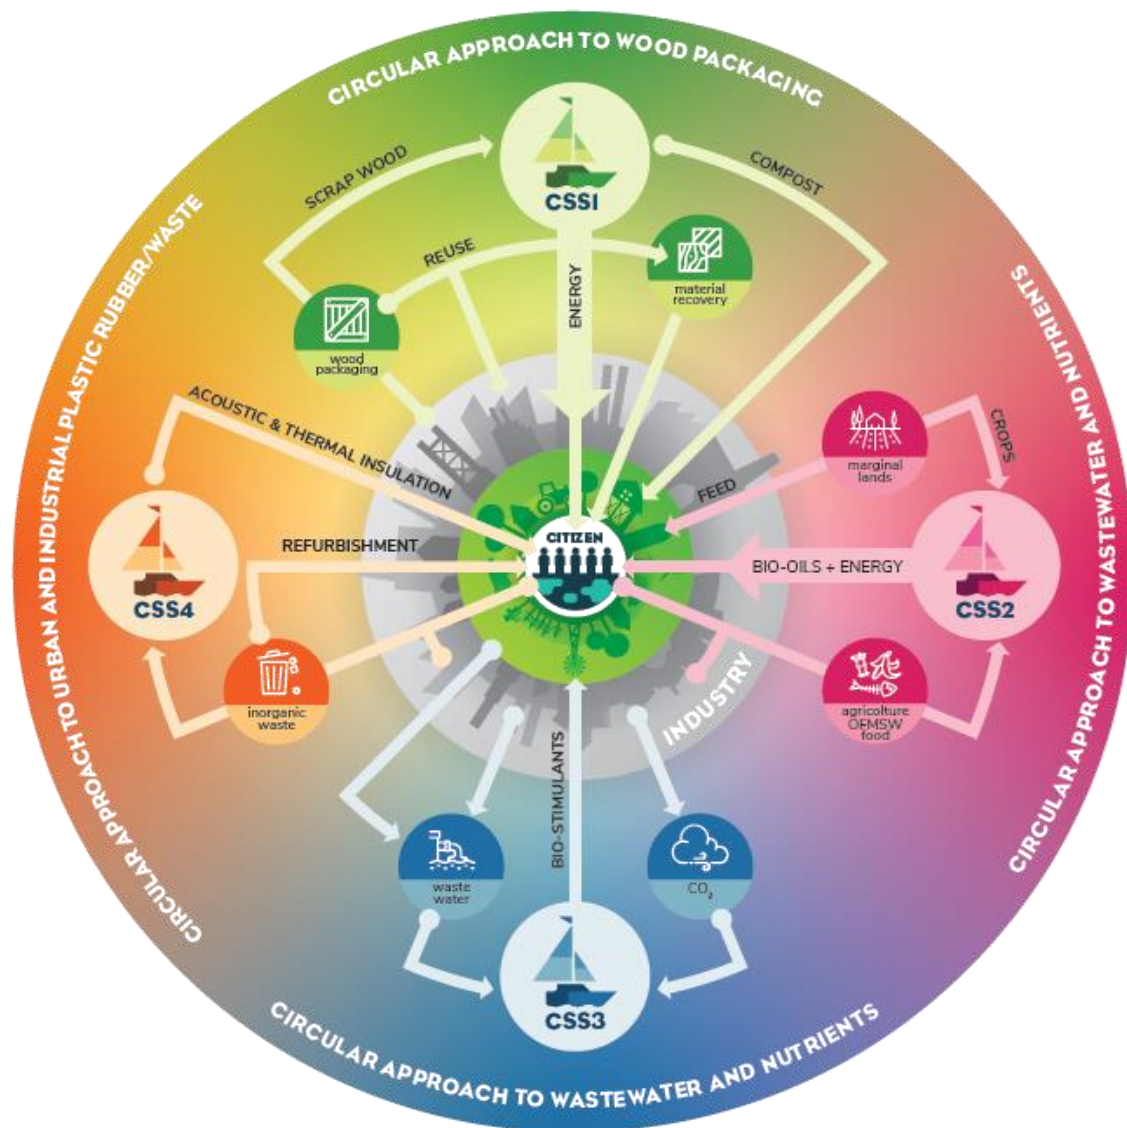 CIRCULAR APPROACH TO WOOD PACKAGING
CSS1
SCRAP WOOD
COMPOST
REUSE
ENERGY
material
recovery
wood
packaging
CIRCULAR APPROACH TO URBAN AND INDUSTRIAL PLASTIC RUBBER/WASTE
CIRCULAR APPROACH TO WASTEWATER AND NUTRIENTS
ACOUSTIC & THERMAL INSULATION
marginal
lands
CROPS
FEED
CITIZEN
REFURBISHMENT
BIO-OILS + ENERGY
CSS4
CSS2
inorganic
waste
agricolture
OFMSW
food
INDUSTRY
BIO-STIMULANTS
waste
water
CO₂
CSS3
CIRCULAR APPROACH TO WASTEWATER AND NUTRIENTS